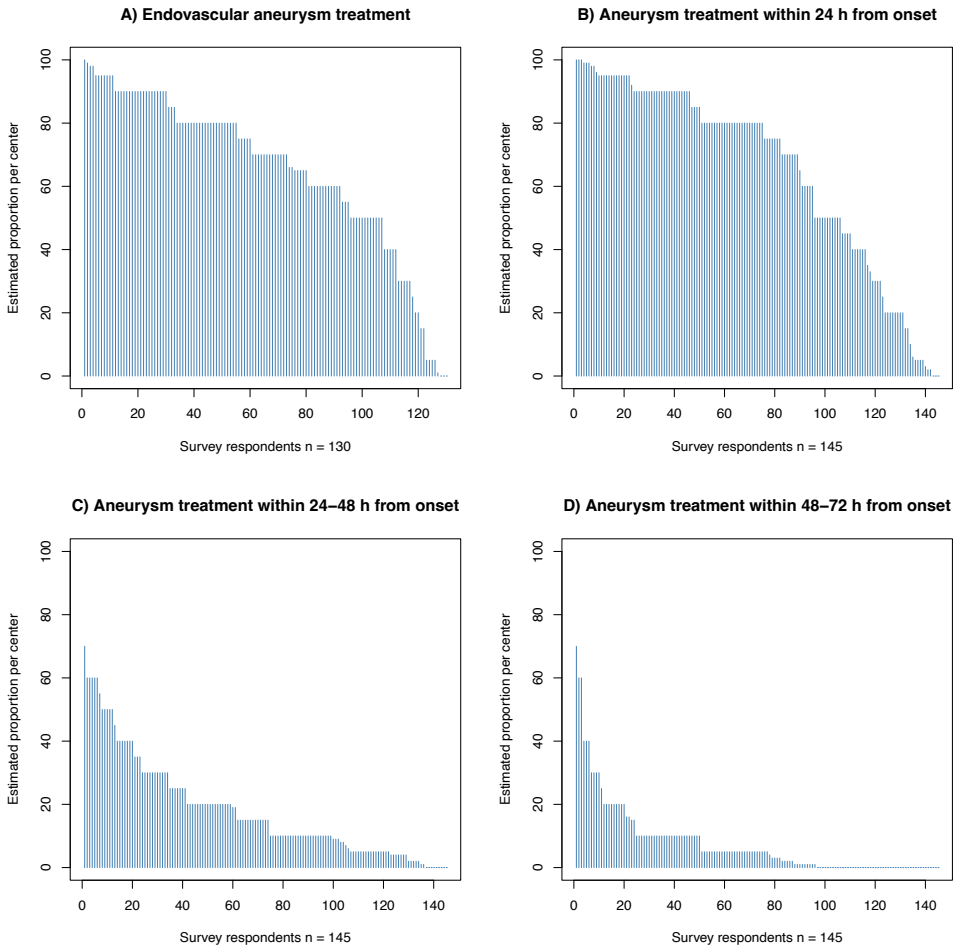 A) Endovascular aneurysm treatment
Estimated proportion per center
100
80
60
40
20
0
0 20 40 60 80 100 120
Survey respondents n = 130
B) Aneurysm treatment within 24 h from onset
Estimated proportion per center
100
80
60
40
20
0
0 20 40 60 80 100 120 140
Survey respondents n = 145
C) Aneurysm treatment within 24–48 h from onset
Estimated proportion per center
100
80
60
40
20
0
0 20 40 60 80 100 120 140
Survey respondents n = 145
D) Aneurysm treatment within 48–72 h from onset
Estimated proportion per center
100
80
60
40
20
0
0 20 40 60 80 100 120 140
Survey respondents n = 145